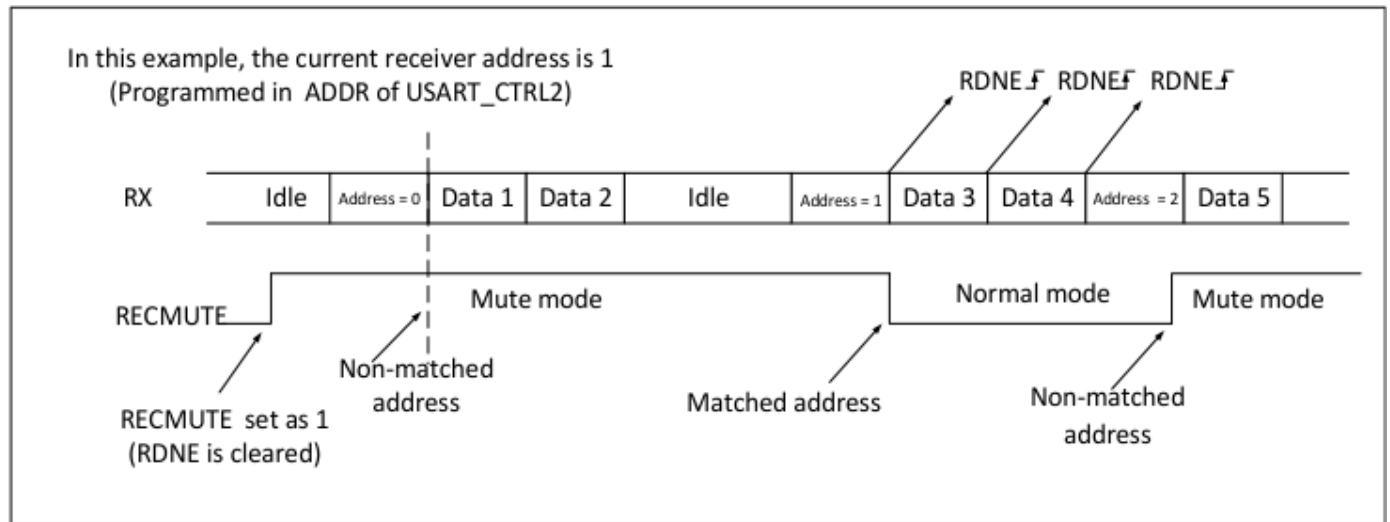 In this example, the current receiver address is 1
(Programmed in ADDR of USART_CTRL2)
RDNE RDNE RDNE
RX Idle Address = 0 Data 1 Data 2 Idle Address = 1 Data 3 Data 4 Address = 2 Data 5
RECMUTE Mute mode Normal mode Mute mode
Non-matched
address
Matched address
Non-matched
address
RECMUTE set as 1
(RDNE is cleared)